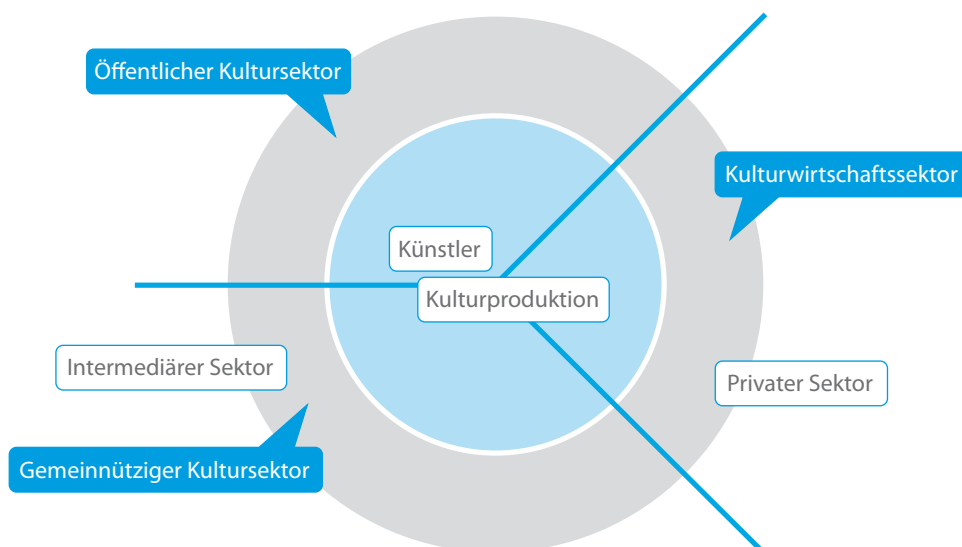 Öffentlicher Kultursektor
Kulturwirtschaftssektor
Künstler
Kulturproduktion
Intermediärer Sektor
Privater Sektor
Gemeinnütziger Kultursektor